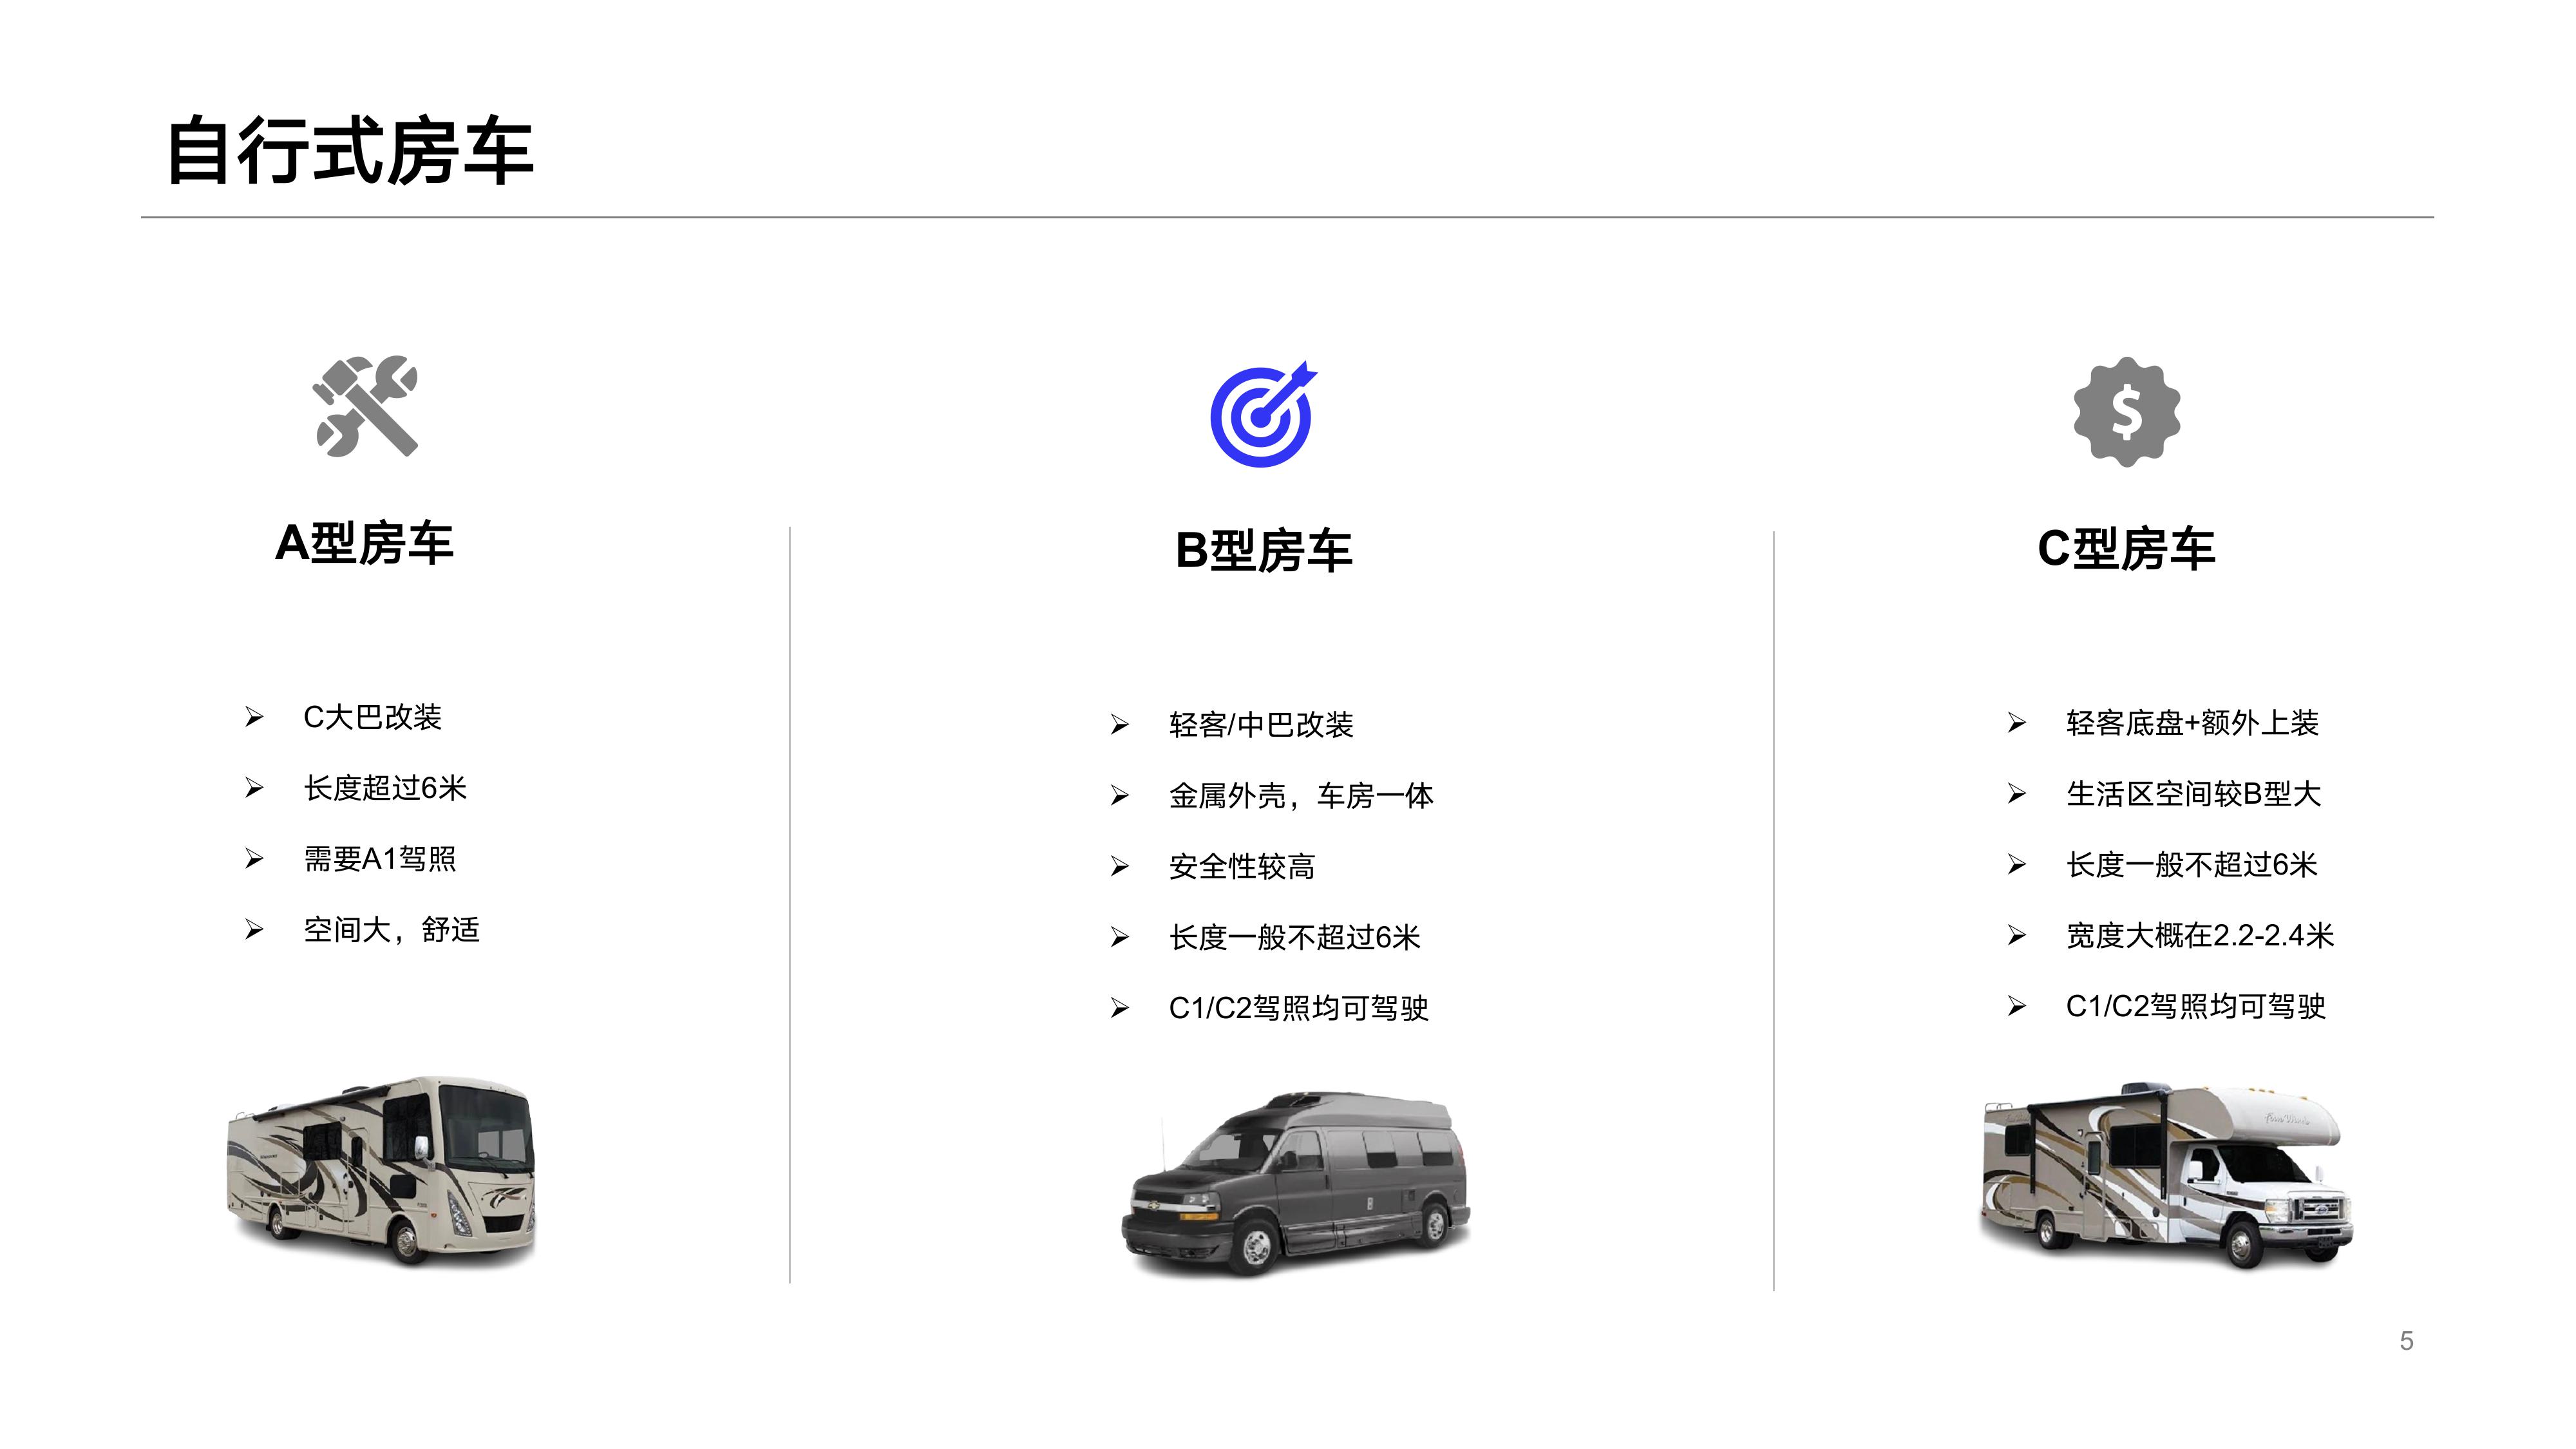 自行式房车
A型房车
C大巴改装
长度超过6米
需要A1驾照
空间大，舒适
B型房车
轻客/中巴改装
金属外壳，车房一体
安全性较高
长度一般不超过6米
C1/C2驾照均可驾驶
C型房车
轻客底盘+额外上装
生活区空间较B型大
长度一般不超过6米
宽度大概在2.2-2.4米
C1/C2驾照均可驾驶
$
Four Winds
5